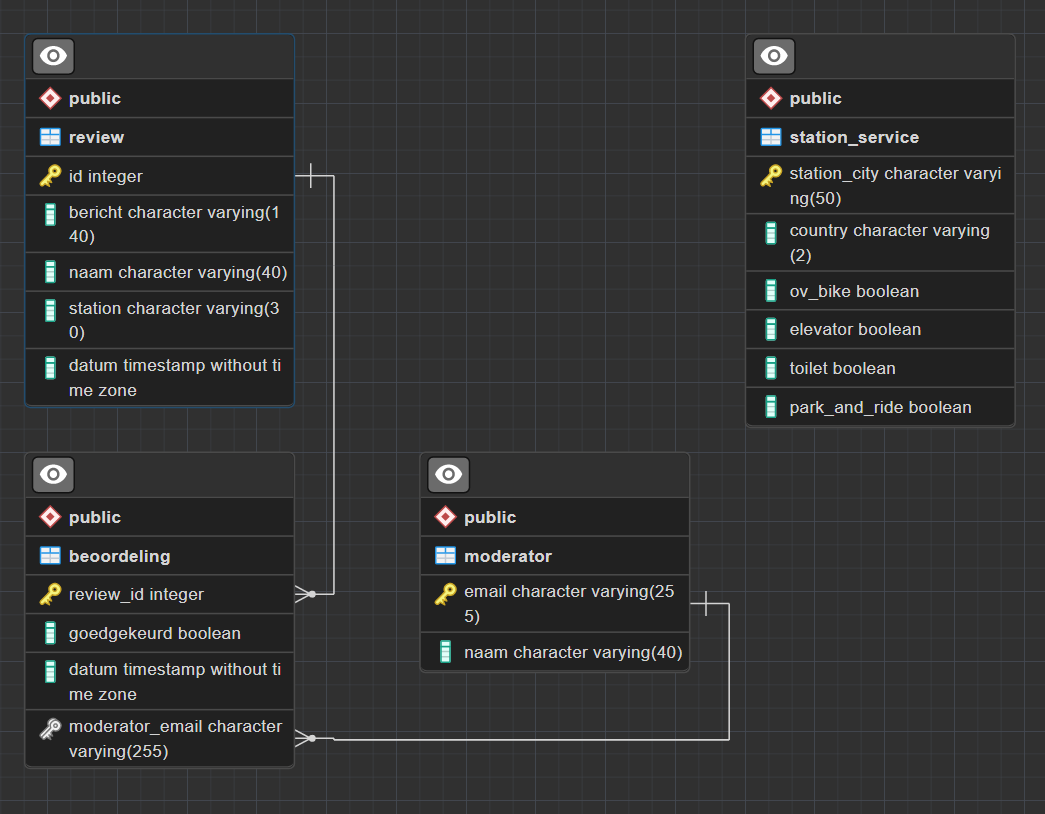 public
review
id integer
bericht character varying(1
40)
naam character varying(40)
station character varying(3
0)
datum timestamp without ti
me zone
public
station_service
station_city character varyi
ng(50)
country character varying
(2)
ov_bike boolean
elevator boolean
toilet boolean
park_and_ride boolean
public
beoordeling
review_id integer
goedgekeurd boolean
datum timestamp without ti
me zone
moderator_email character
varying(255)
public
moderator
email character varying(25
5)
naam character varying(40)